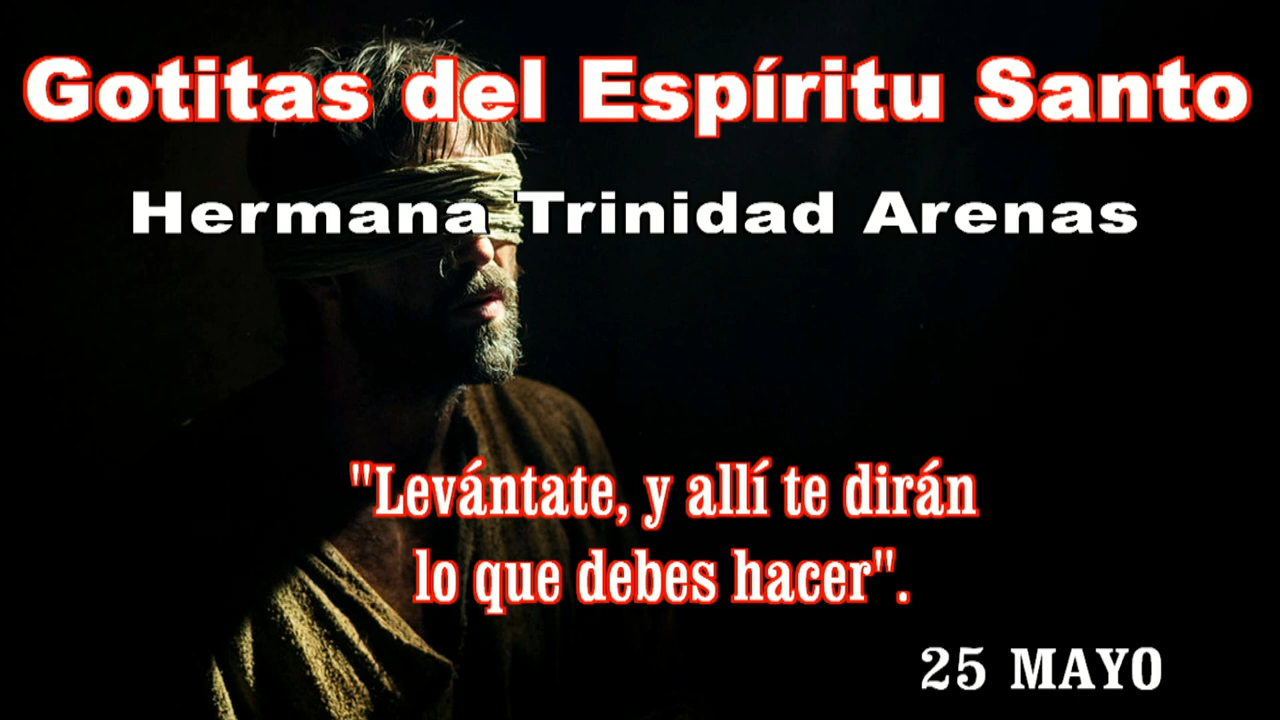 Gotitas del Espíritu Santo
Hermana Trinidad Arenas
"Levántate, y allí te dirán
lo que debes hacer".
25 MAYO